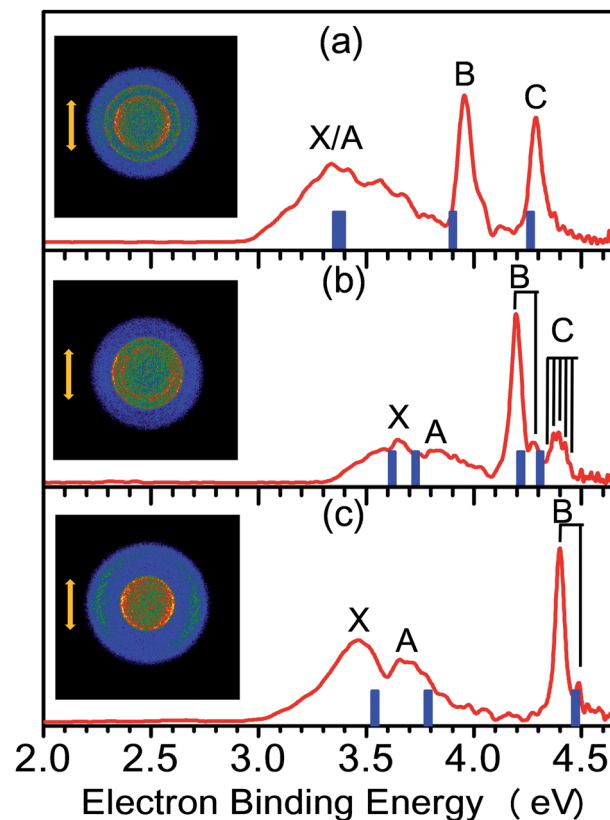 (a)
B
C
X/A
(b)
B
C
X
A
(c)
B
X
A
2.0 2.5 3.0 3.5 4.0 4.5
Electron Binding Energy ( eV)